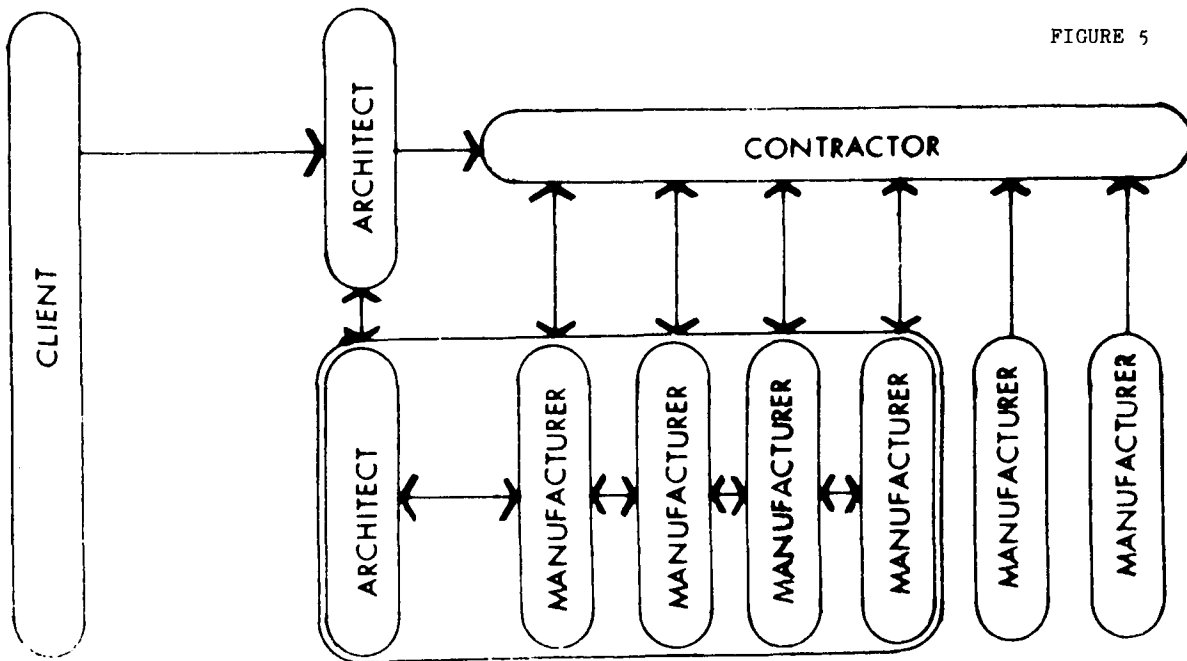 FIGURE 5
CLIENT
ARCHITECT
CONTRACTOR
ARCHITECT
MANUFACTURER
MANUFACTURER
MANUFACTURER
MANUFACTURER
MANUFACTURER
MANUFACTURER